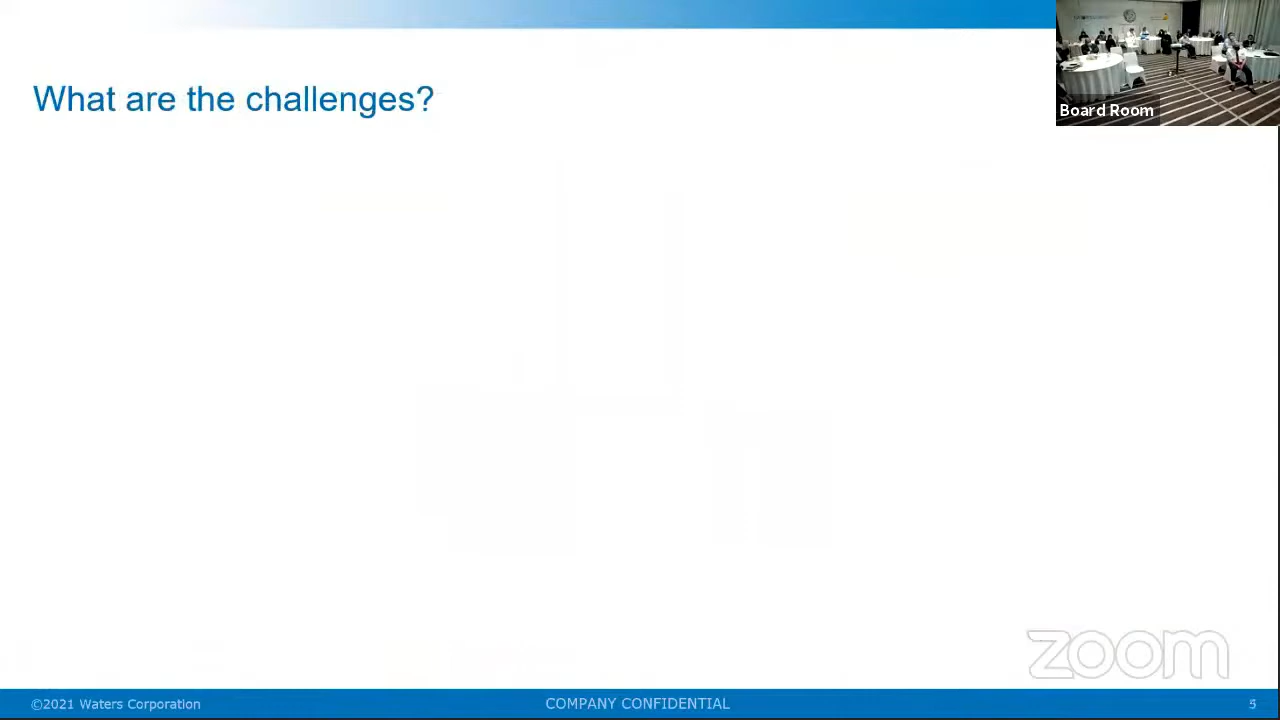 What are the challenges?
Board Room
zoom
©2021 Waters Corporation
COMPANY CONFIDENTIAL
5